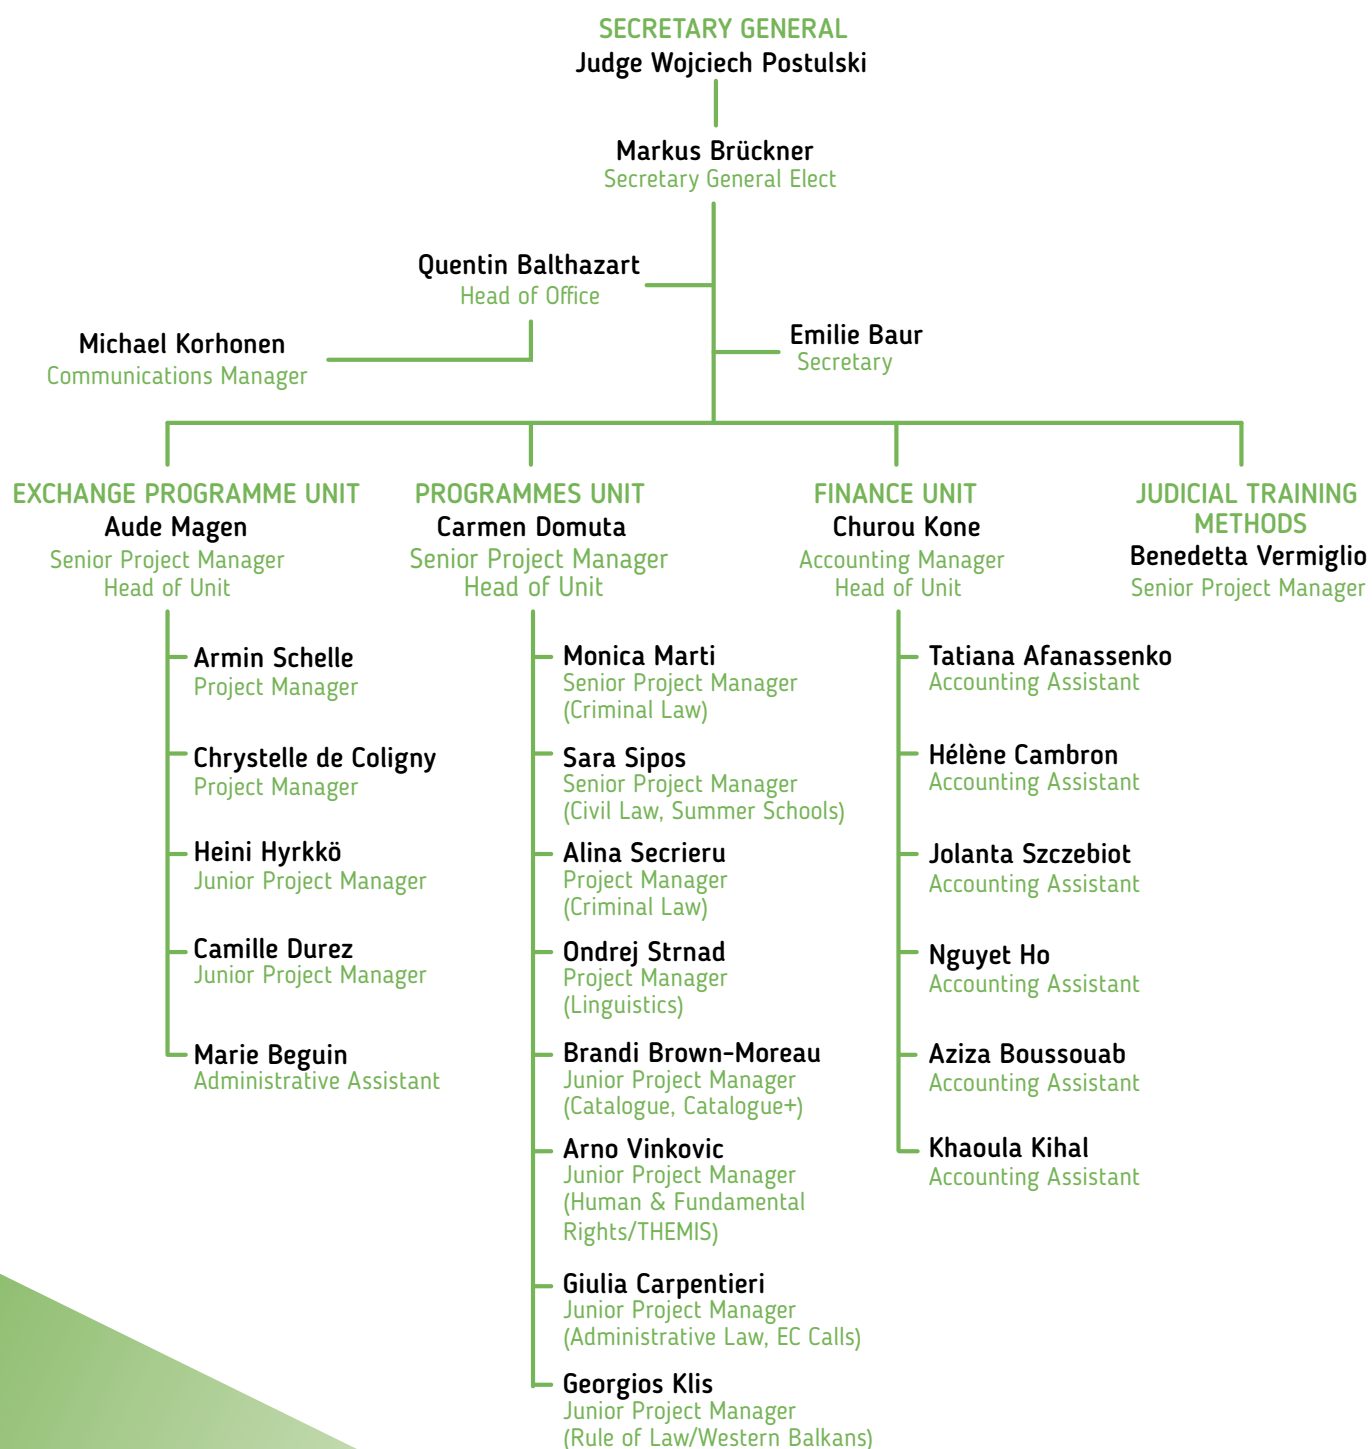 SECRETARY GENERAL
Judge Wojciech Postulski
Markus Brückner
Secretary General Elect
Quentin Balthazart
Head of Office
Michael Korhonen
Communications Manager
Emilie Baur
Secretary
EXCHANGE PROGRAMME UNIT
Aude Magen
Senior Project Manager
Head of Unit
Armin Schelle
Project Manager
Chrystelle de Coligny
Project Manager
Heini Hyrkkö
Junior Project Manager
Camille Durez
Junior Project Manager
Marie Beguin
Administrative Assistant
PROGRAMMES UNIT
Carmen Domuta
Senior Project Manager
Head of Unit
Monica Marti
Senior Project Manager
(Criminal Law)
Sara Sipos
Senior Project Manager
(Civil Law, Summer Schools)
Alina Secrieru
Project Manager
(Criminal Law)
Ondrej Strnad
Project Manager
(Linguistics)
Brandi Brown-Moreau
Junior Project Manager
(Catalogue, Catalogue+)
Arno Vinkovic
Junior Project Manager
(Human & Fundamental
Rights/THEMIS)
Giulia Carpentieri
Junior Project Manager
(Administrative Law, EC Calls)
Georgios Klis
Junior Project Manager
(Rule of Law/Western Balkans)
FINANCE UNIT
Churou Kone
Accounting Manager
Head of Unit
Tatiana Afanassenko
Accounting Assistant
Hélène Cambron
Accounting Assistant
Jolanta Szczebiot
Accounting Assistant
Nguyet Ho
Accounting Assistant
Aziza Boussouab
Accounting Assistant
Khaoula Kihal
Accounting Assistant
JUDICIAL TRAINING
METHODS
Benedetta Vermiglio
Senior Project Manager